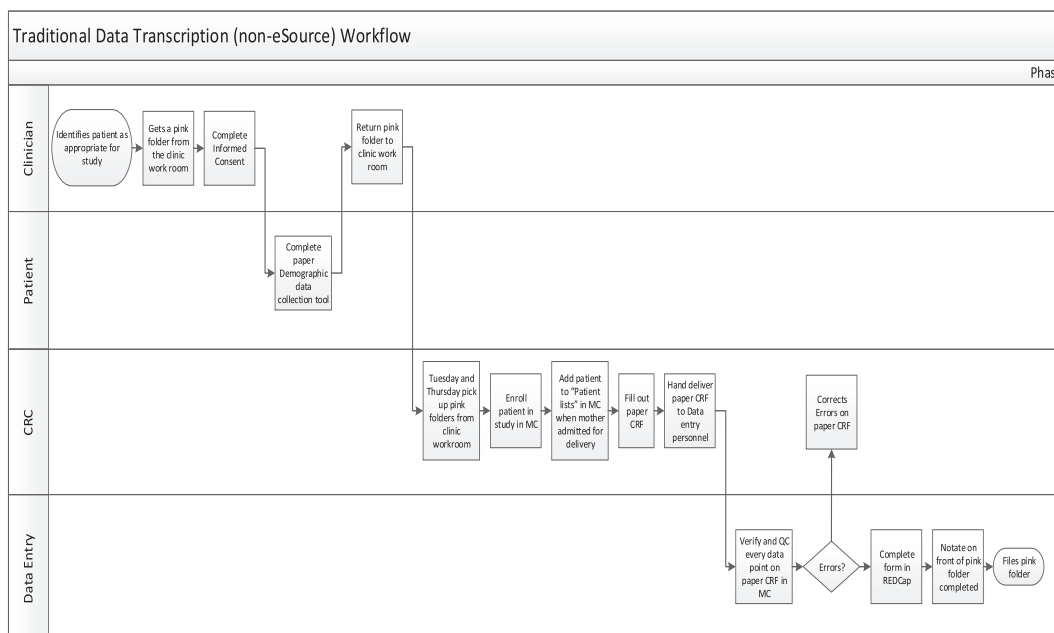 Traditional Data Transcription (non-eSource) Workflow
Phas
Clinician
Identifies patient as
appropriate for
study
Gets a pink
folder from
the clinic
work room
Complete
Informed
Consent
Return pink
folder to
clinic work
room
Patient
Complete
paper
Demographic
data
collection tool
CRC
Tuesday and
Thursday pick
up pink
folders from
clinic
workroom
Enroll
patient in
study in MC
Add patient
to “Patient
lists” in MC
when mother
admitted for
delivery
Fill out
paper
CRF
Hand deliver
paper CRF
to Data
entry
personnel
Corrects
Errors on
paper CRF
Data Entry
Verify and QC
every data
point on
paper CRF in
MC
Errors?
Complete
form in
REDCap
Notate on
front of pink
folder
completed
Files pink
folder